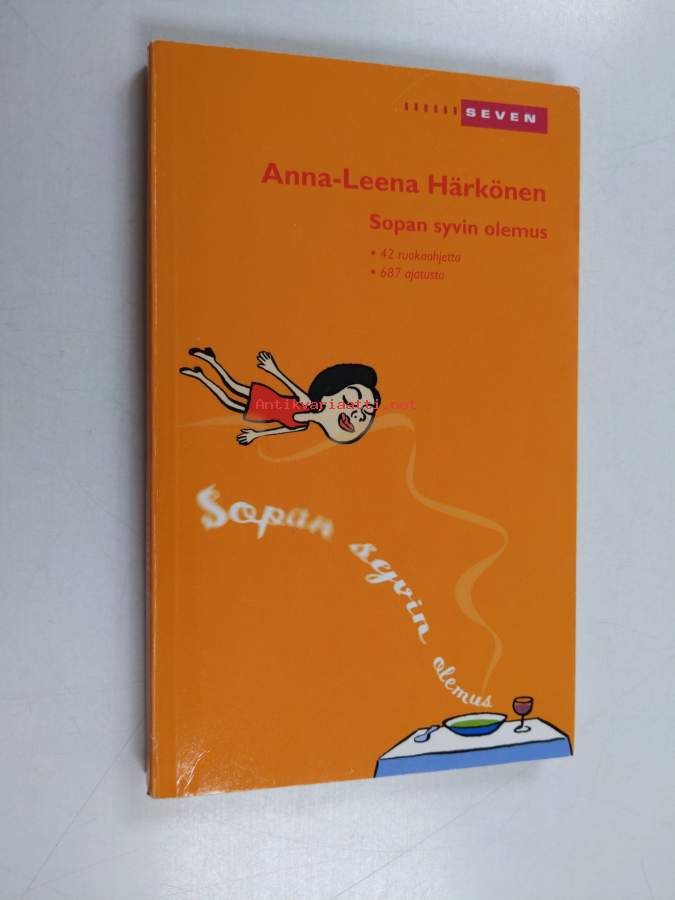 SEVEN
Anna-Leena Härkönen
Sopan syvin olemus
• 42 ruokaohjetta
• 687 ajatusta
Antikvariaatti.net
Sopan syvin olemus